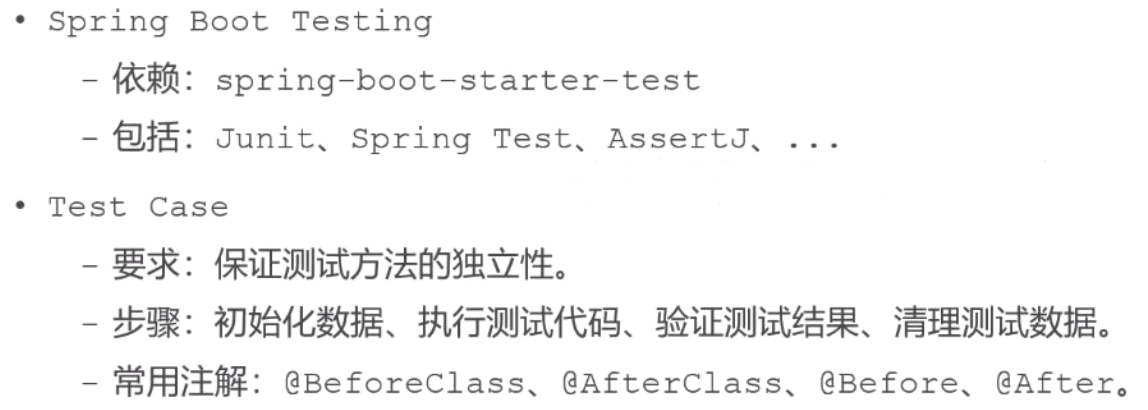 • Spring Boot Testing
– 依赖：spring-boot-starter-test
– 包括：Junit、Spring Test、AssertJ、...
• Test Case
– 要求：保证测试方法的独立性。
– 步骤：初始化数据、执行测试代码、验证测试结果、清理测试数据。
– 常用注解：@BeforeClass、@AfterClass、@Before、@After。